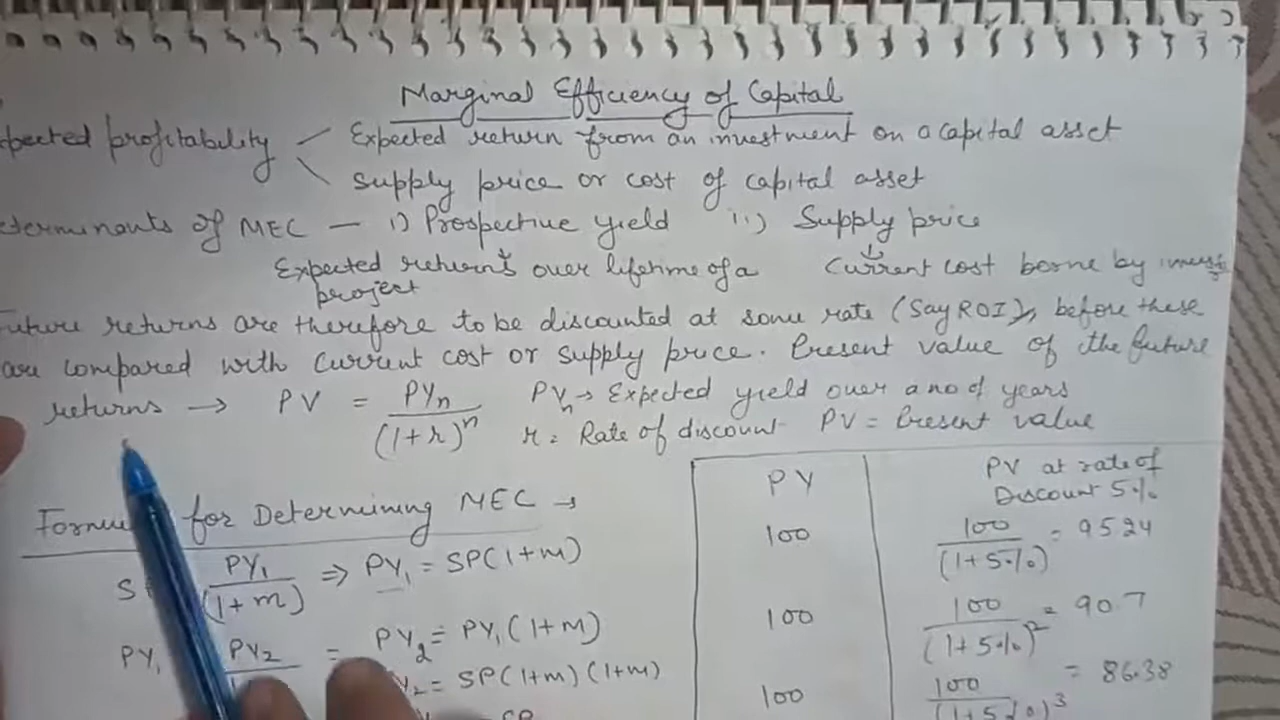 Marginal Efficiency of Capital
pected profitability Expected return from an investment on a capital asset
supply price or cost of capital asset
terminants of MEC — i) Prospective yield ii) Supply price
Expected returns over lifetime of a project
Current cost borne by
Future returns are therefore to be discounted at some rate (Say ROI), before these
are compared with current cost or supply price. Present value of the future
returns → PV = PYn/(1+r)^n PYn → Expected yield over a no of years
r = Rate of discount PV = Present value
for Determining MEC →
PY1/(1+m) ⇒ PY1 = SP(1+m)
PY1 PY2 = PY2 = PY1(1+m)
= SP(1+m)(1+m)
PY
PV at rate of Discount 5%
100
100/(1+5%) = 95.24
100
100/(1+5%)^2 = 90.7
100
100/(1+5%)^3 = 86.38